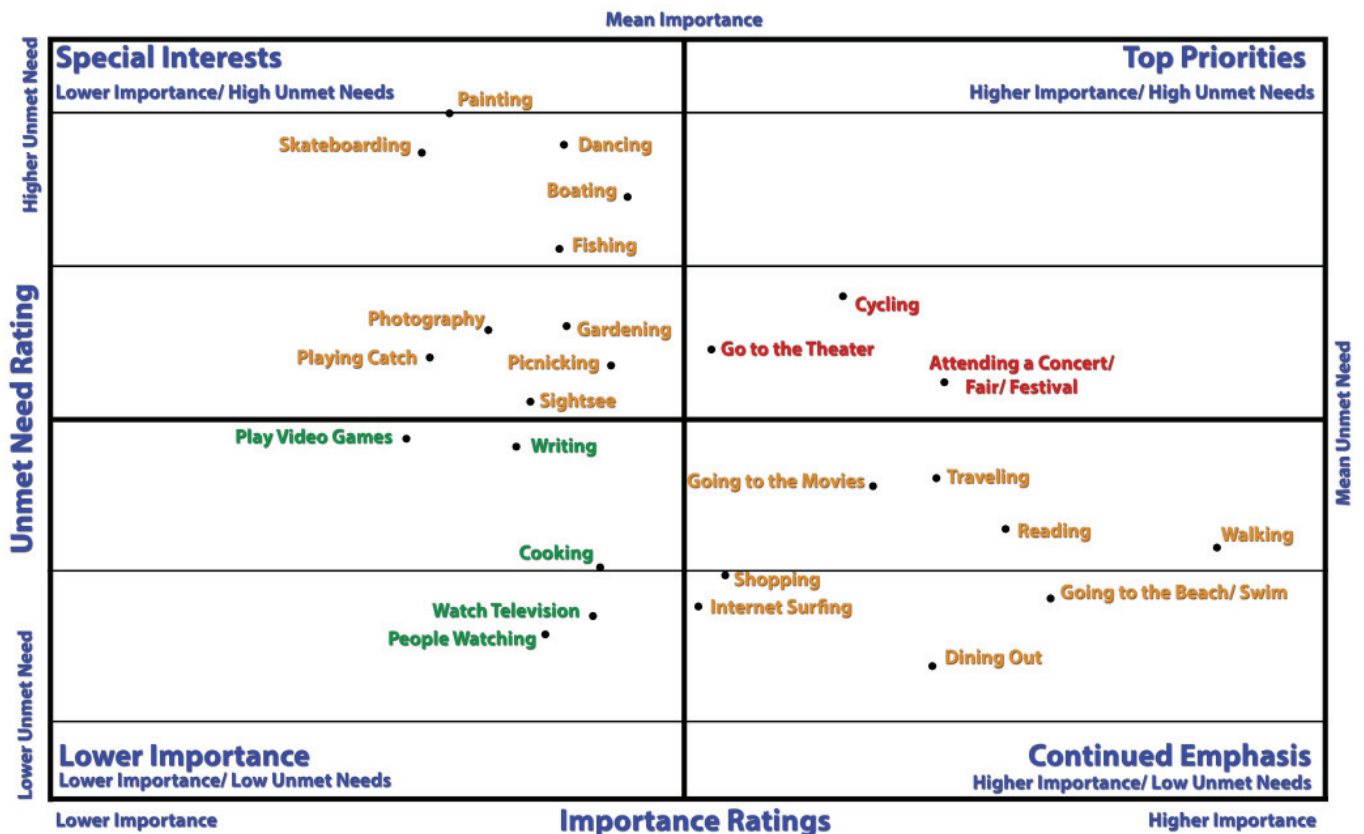 Mean Importance
Special Interests
Lower Importance/ High Unmet Needs
Top Priorities
Higher Importance/ High Unmet Needs
Higher Unmet Need
Painting
Skateboarding
Dancing
Boating
Fishing
Cycling
Photography
Gardening
Go to the Theater
Playing Catch
Picnicking
Attending a Concert/
Fair/ Festival
Sightsee
Unmet Need Rating
Mean Unmet Need
Play Video Games
Writing
Going to the Movies
Traveling
Reading
Walking
Cooking
Shopping
Going to the Beach/ Swim
Internet Surfing
Watch Television
People Watching
Dining Out
Lower Unmet Need
Lower Importance
Lower Importance/ Low Unmet Needs
Continued Emphasis
Higher Importance/ Low Unmet Needs
Lower Importance
Importance Ratings
Higher Importance